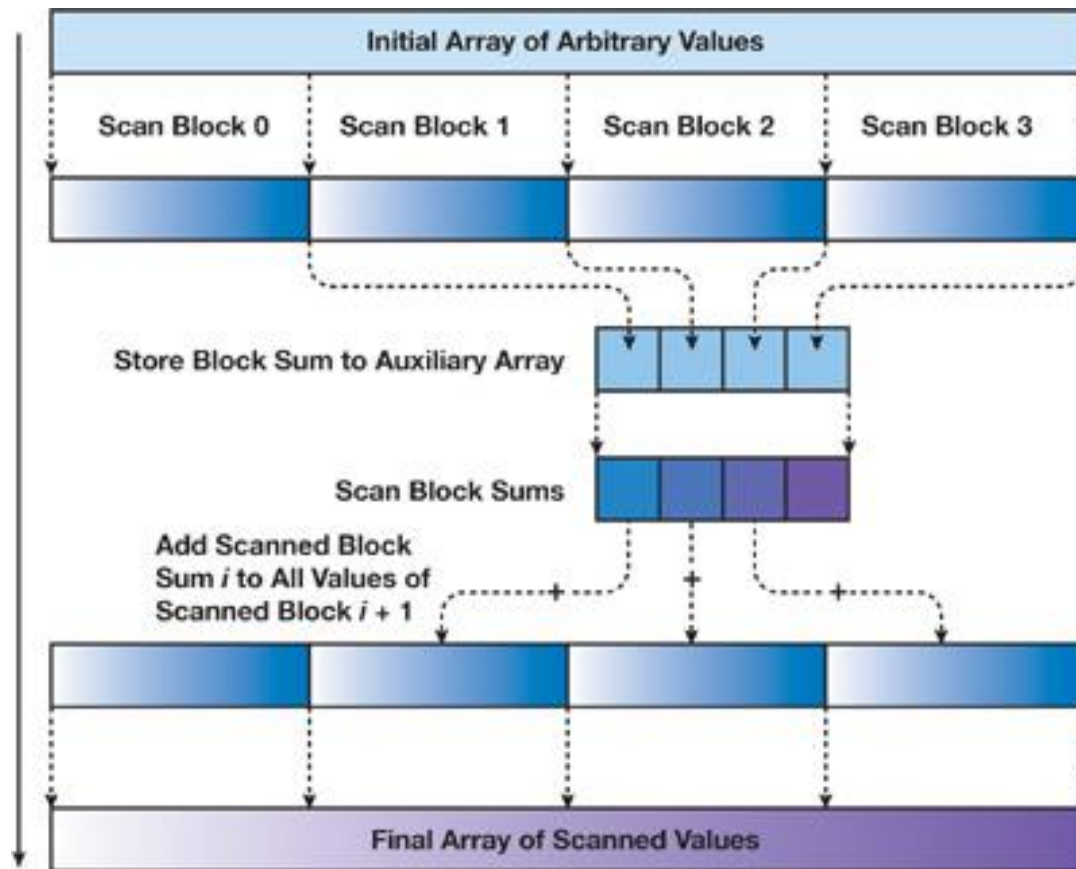 Initial Array of Arbitrary Values
Scan Block 0
Scan Block 1
Scan Block 2
Scan Block 3
Store Block Sum to Auxiliary Array
Scan Block Sums
Add Scanned Block
Sum i to All Values of
Scanned Block i + 1
+
+
+
Final Array of Scanned Values